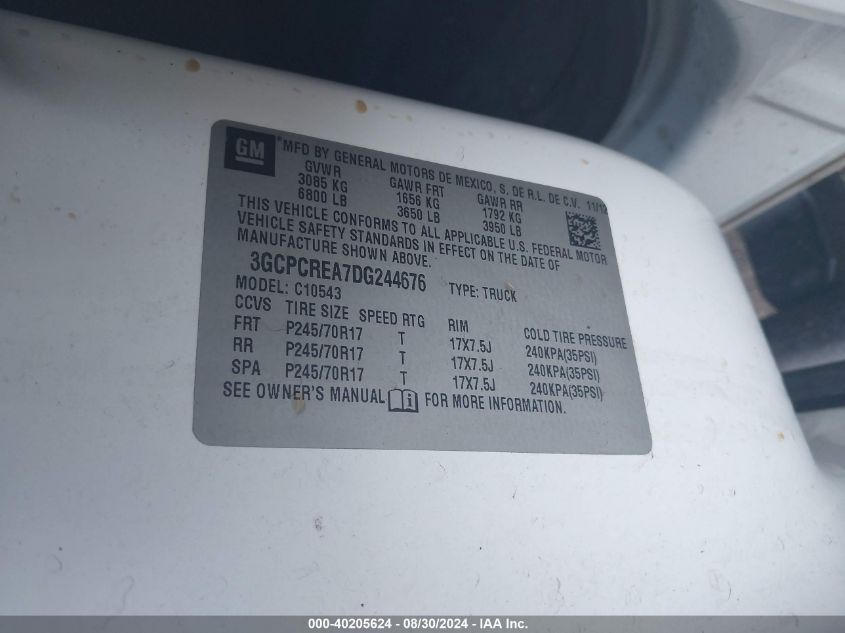 GM *MFD BY GENERAL MOTORS DE MEXICO, S. DE R.L. DE C.V. 11/12
GVWR GAWR FRT GAWR RR
3085 KG 1656 KG 1792 KG
6800 LB 3650 LB 3950 LB
THIS VEHICLE CONFORMS TO ALL APPLICABLE U.S. FEDERAL MOTOR
VEHICLE SAFETY STANDARDS IN EFFECT ON THE DATE OF
MANUFACTURE SHOWN ABOVE.
3GCPCREA7DG244676 TYPE: TRUCK
MODEL: C10543
CCVS TIRE SIZE SPEED RTG RIM COLD TIRE PRESSURE
FRT P245/70R17 T 17X7.5J 240KPA(35PSI)
RR P245/70R17 T 17X7.5J 240KPA(35PSI)
SPA P245/70R17 T 17X7.5J 240KPA(35PSI)
SEE OWNER'S MANUAL FOR MORE INFORMATION.
000-40205624 - 08/30/2024 - IAA Inc.